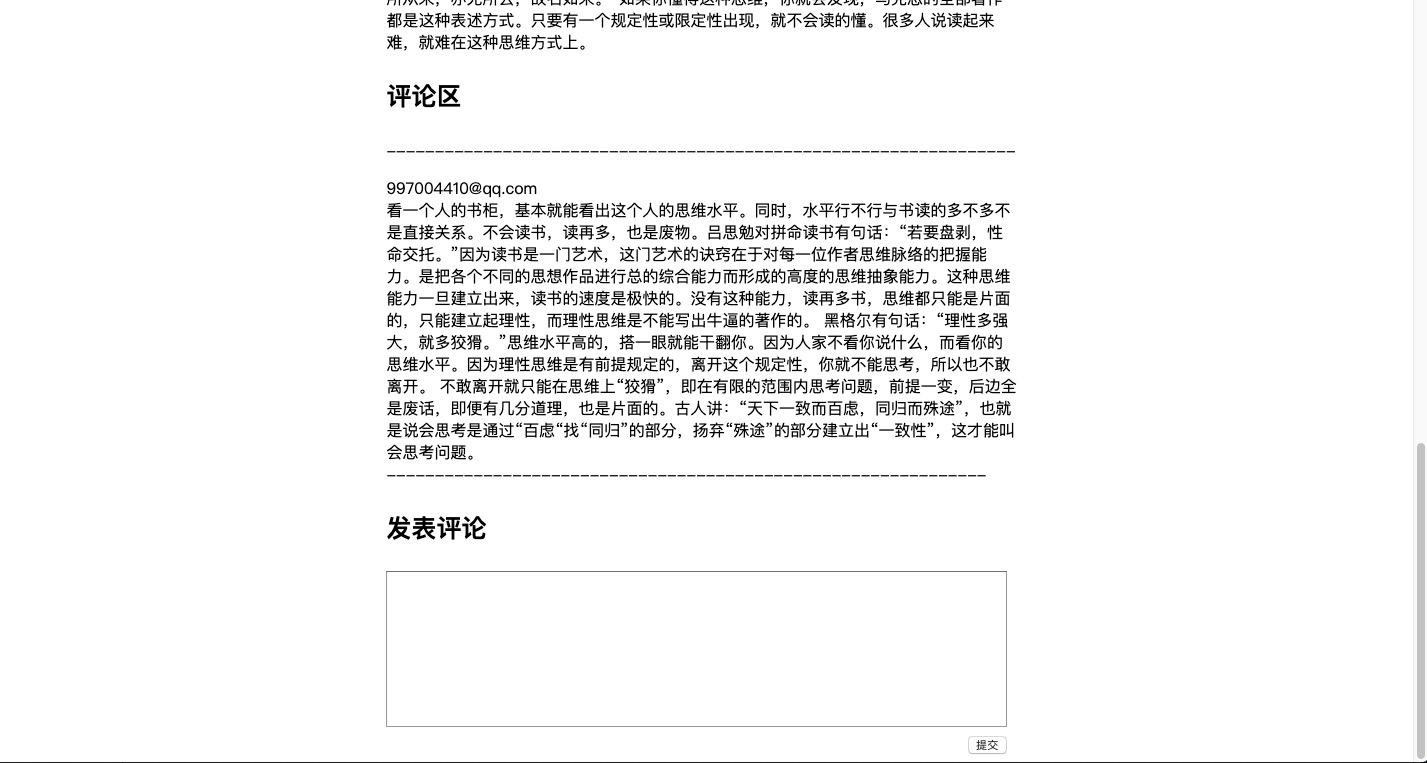 都是这种表述方式。只要有一个规定性或限定性出现，就不会读的懂。很多人说读起来
难，就难在这种思维方式上。
评论区
-----------------------------------------------------------------
997004410@qq.com
看一个人的书柜，基本就能看出这个人的思维水平。同时，水平行不行与书读的多不多不
是直接关系。不会读书，读再多，也是废物。吕思勉对拼命读书有句话：“若要盘剥，性
命交托。”因为读书是一门艺术，这门艺术的诀窍在于对每一位作者思维脉络的把握能
力。是把各个不同的思想作品进行总的综合能力而形成的高度的思维抽象能力。这种思维
能力一旦建立出来，读书的速度是极快的。没有这种能力，读再多书，思维都只能是片面
的，只能建立起理性，而理性思维是不能写出牛逼的著作的。 黑格尔有句话：“理性多强
大，就多狡猾。”思维水平高的，搭一眼就能干翻你。因为人家不看你说什么，而看你的
思维水平。因为理性思维是有前提规定的，离开这个规定性，你就不能思考，所以也不敢
离开。 不敢离开就只能在思维上“狡猾”，即在有限的范围内思考问题，前提一变，后边全
是废话，即便有几分道理，也是片面的。古人讲：“天下一致而百虑，同归而殊途”，也就
是说会思考是通过“百虑“找“同归”的部分，扬弃“殊途”的部分建立出“一致性”，这才能叫
会思考问题。
--------------------------------------------------------------
发表评论
提交